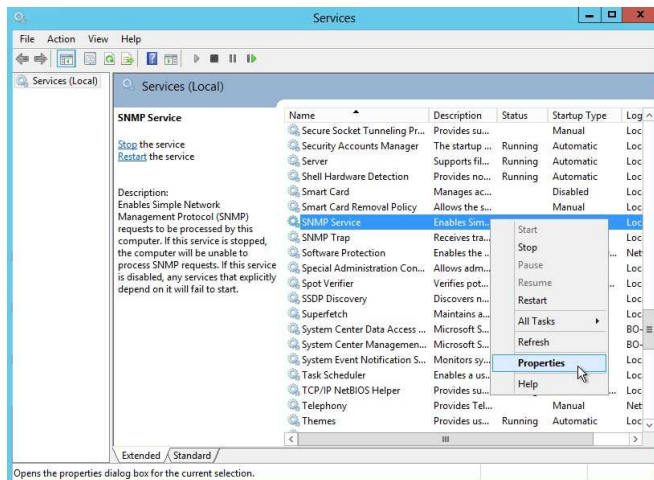 Services
File Action View Help
Services (Local)
Services (Local)
SNMP Service
Stop the service
Restart the service
Description:
Enables Simple Network
Management Protocol (SNMP)
requests to be processed by this
computer. If this service is stopped,
the computer will be unable to
process SNMP requests. If this service
is disabled, any services that explicitly
depend on it will fail to start.
Name Description Status Startup Type Log
Secure Socket Tunneling Pr... Provides su... Manual Loc
Security Accounts Manager The startup ... Running Automatic Loc
Server Supports fil... Running Automatic Loc
Shell Hardware Detection Provides no... Running Automatic Loc
Smart Card Manages ac... Disabled Loc
Smart Card Removal Policy Allows the s... Manual Loc
SNMP Service Enables Sim... Loc
SNMP Trap Receives tra... Loc
Software Protection Enables the ... ... Net
Special Administration Con... Allows adm... Loc
Spot Verifier Verifies pot... ... Loc
SSDP Discovery Discovers n... Loc
Superfetch Maintains a... Loc
System Center Data Access ... Microsoft S... BO-
System Center Managemen... Microsoft S... BO-
System Event Notification S... Monitors sy... Loc
Task Scheduler Enables a us... Loc
TCP/IP NetBIOS Helper Provides su... ... Loc
Telephony Provides Tel... Manual Net
Themes Provides us... Running Automatic Loc
Start
Stop
Pause
Resume
Restart
All Tasks
Refresh
Properties
Help
Extended Standard
Opens the properties dialog box for the current selection.